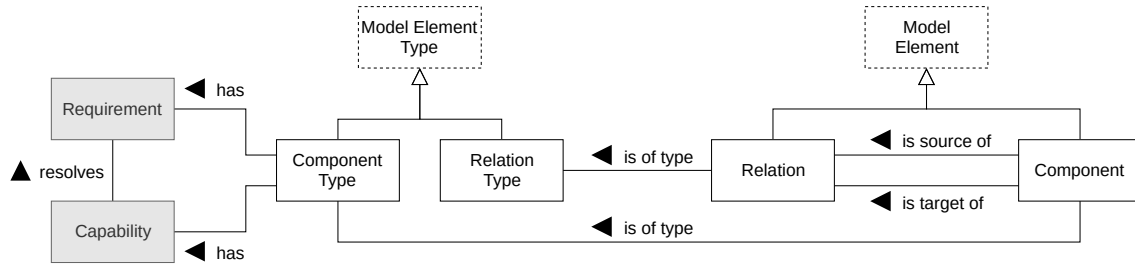 Model Element
Type
Model
Element
has
Requirement
resolves
Component
Type
Relation
Type
is of type
Relation
is source of
Component
is target of
Capability
has
is of type